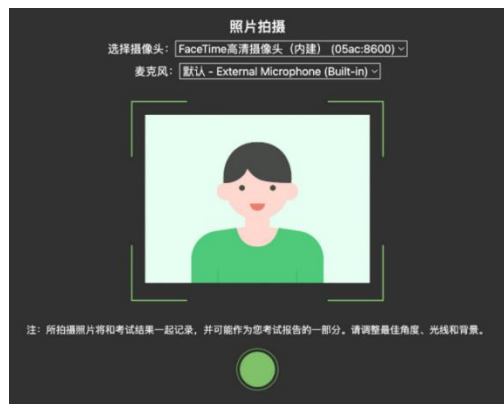 照片拍摄
选择摄像头： FaceTime高清摄像头（内建） (05ac:8600)
麦克风： 默认 - External Microphone (Built-in)
注：所拍摄照片将和考试结果一起记录，并可能作为您考试报告的一部分。请调整最佳角度、光线和背景。